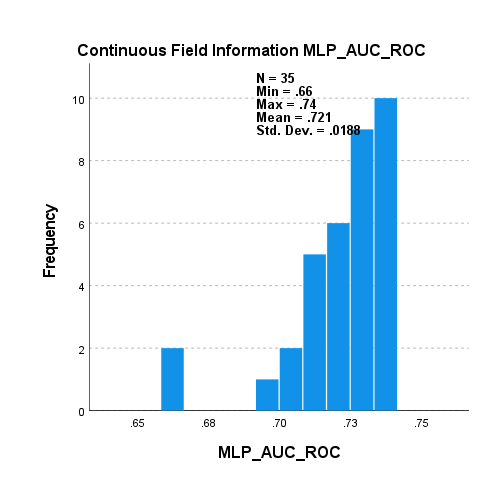 Continuous Field Information MLP_AUC_ROC
N = 35
Min = .66
Max = .74
Mean = .721
Std. Dev. = .0188
Frequency
10
8
6
4
2
0
.65 .68 .70 .73 .75
MLP_AUC_ROC